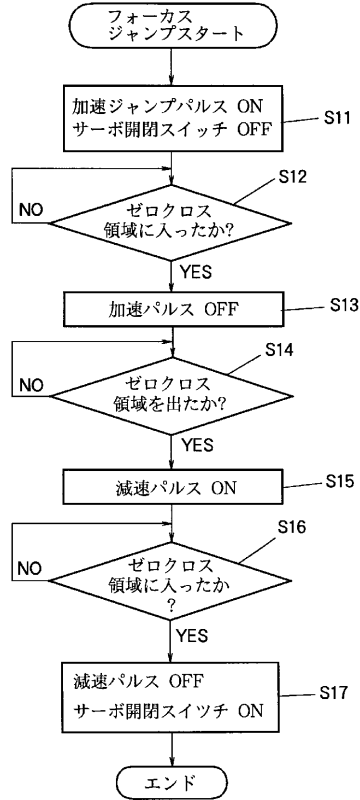 フォーカス
ジャンプスタート
加速ジャンプパルス ON
サーボ開閉スイッチ OFF
S11
S12
ゼロクロス
領域に入ったか?
NO
YES
加速パルス OFF
S13
S14
ゼロクロス
領域を出たか?
NO
YES
減速パルス ON
S15
S16
ゼロクロス
領域に入ったか
?
NO
YES
減速パルス OFF
サーボ開閉スイツチ ON
S17
エンド